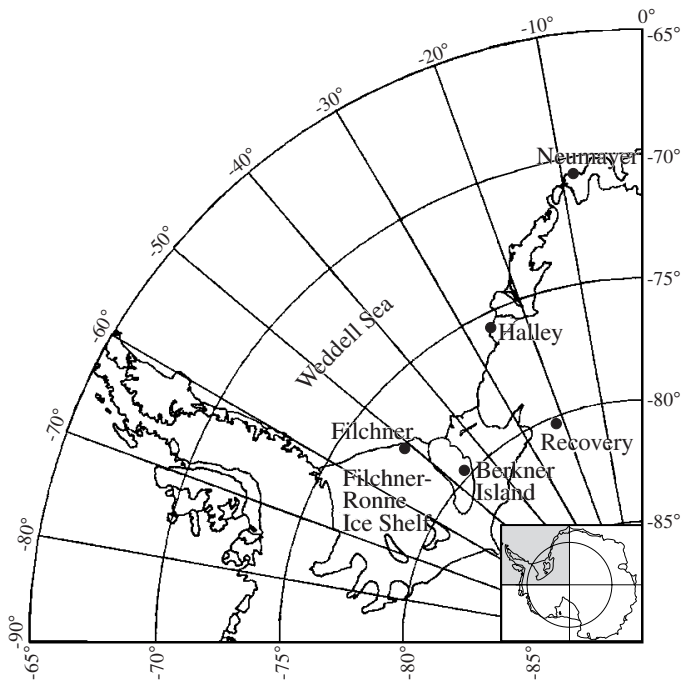 0°
-10°
-65°
-20°
-30°
-40°
Neumayer
-70°
-50°
-75°
-60°
Weddell Sea
Halley
-80°
-70°
Filchner
Recovery
Filchner-
Ronne
Ice Shelf
Berkner
Island
-80°
-85°
-90°
-65°
-70°
-75°
-80°
-85°